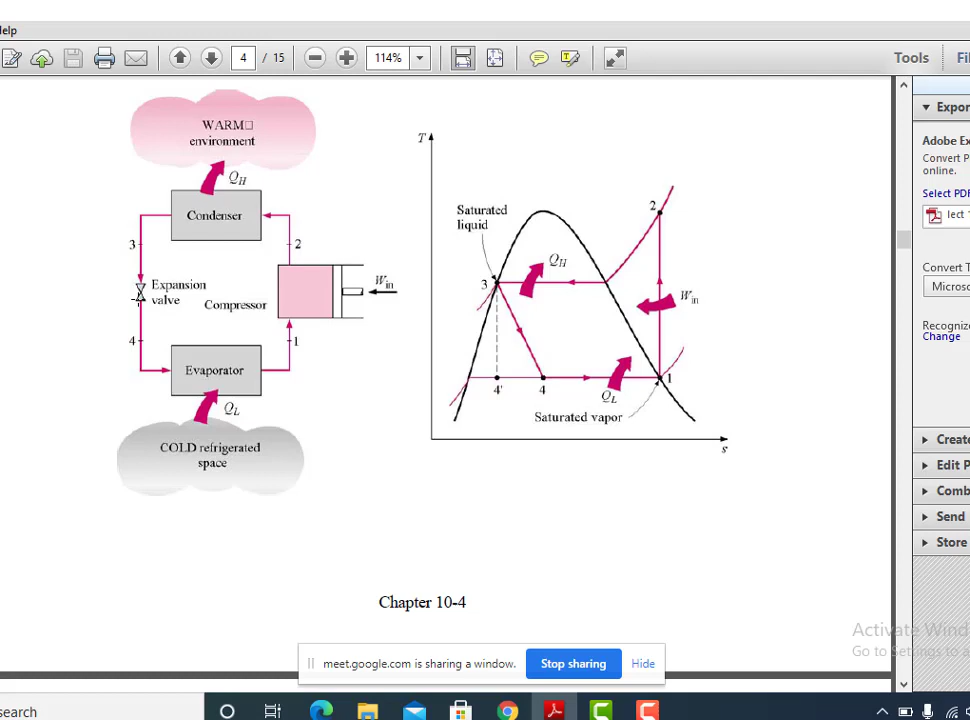 elp
4 / 15
114%
Tools
Fil
WARM□
environment
QH
Condenser
3
2
Expansion
valve
Compressor
Win
4
1
Evaporator
QL
COLD refrigerated
space
T
Saturated
liquid
2
QH
3
Win
4'
4
1
QL
Saturated vapor
s
Chapter 10-4
Expor
Adobe Ex
Convert P
online.
Select PDF
lect
Convert T
Microso
Recogniz
Change
Create
Edit P
Comb
Send
Store
Activate Wind
Go to Settings to a
meet.google.com is sharing a window.
Stop sharing
Hide
search